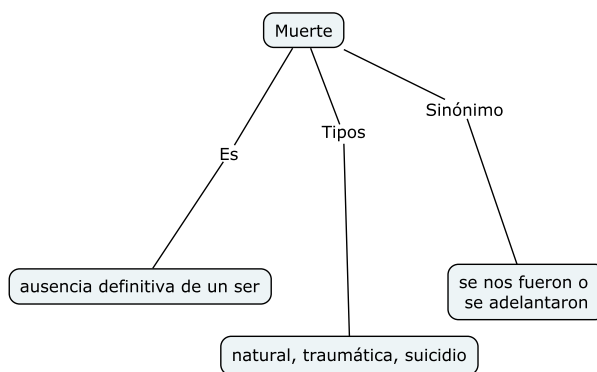 Muerte
Es
Tipos
Sinónimo
ausencia definitiva de un ser
se nos fueron o
se adelantaron
natural, traumática, suicidio